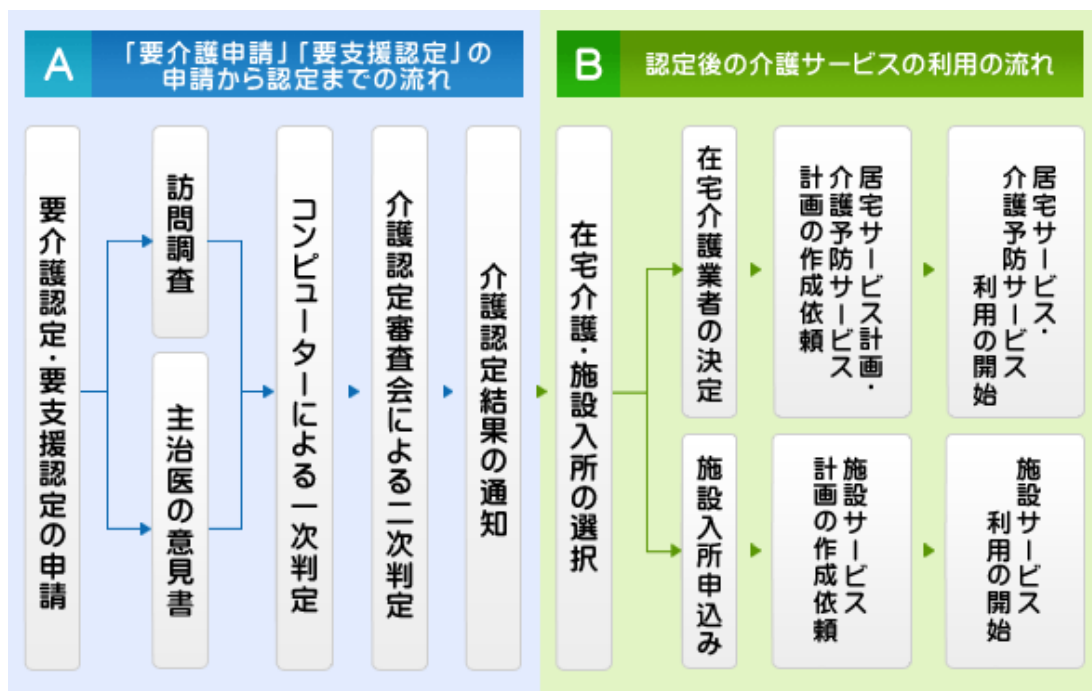 A
「要介護申請」「要支援認定」の
申請から認定までの流れ
要介護認定・要支援認定の申請
訪問調査
主治医の意見書
コンピューターによる一次判定
介護認定審査会による二次判定
介護認定結果の通知
B
認定後の介護サービスの利用の流れ
在宅介護・施設入所の選択
在宅介護業者の決定
居宅サービス計画・
介護予防サービス
計画の作成依頼
居宅サービス・
介護予防サービス
利用の開始
施設入所申込み
施設サービス
計画の作成依頼
施設サービス
利用の開始